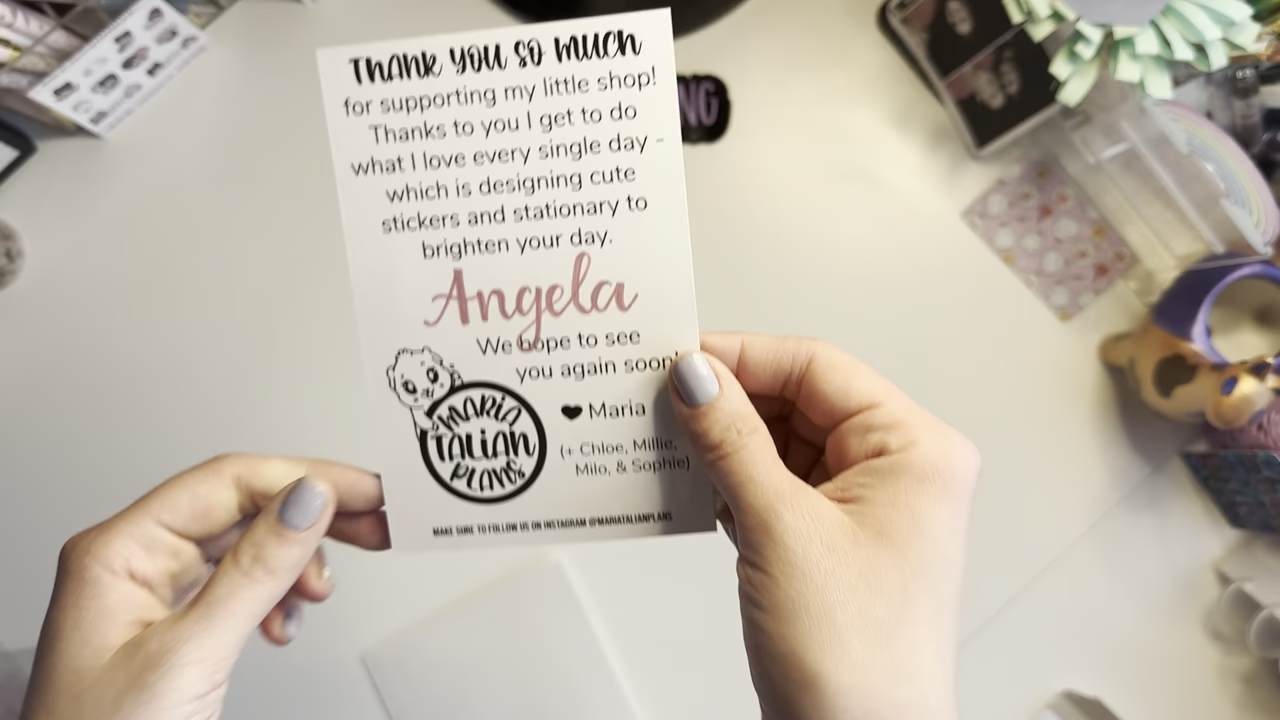 THANK YOU SO MUCH
for supporting my little shop!
Thanks to you I get to do
what I love every single day -
which is designing cute
stickers and stationary to
brighten your day.
Angela
We hope to see
you again soon!
♥ Maria
(+ Chloe, Millie,
Milo, & Sophie)
MARIA
TALIAN
PLANS
MAKE SURE TO FOLLOW US ON INSTAGRAM @MARIATALIANPLANS
NG